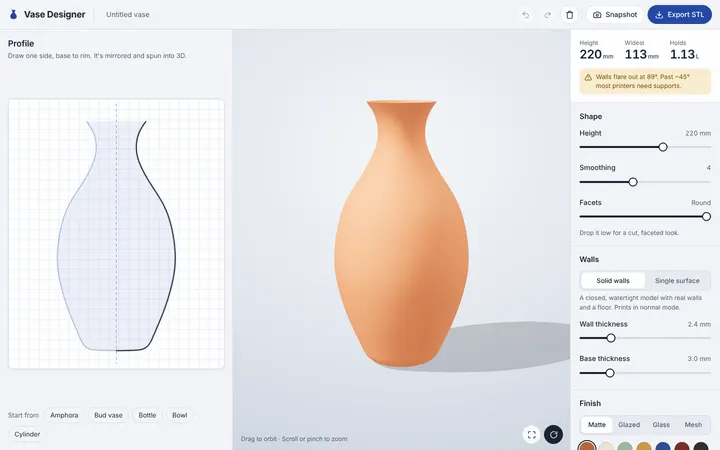 Vase Designer
Untitled vase
Snapshot
Export STL
Profile
Draw one side, base to rim. It's mirrored and spun into 3D.
Start from
Amphora
Bud vase
Bottle
Bowl
Cylinder
Drag to orbit · Scroll or pinch to zoom
Height
220 mm
Widest
113 mm
Holds
1.13 L
Walls flare out at 89°. Past ~45°
most printers need supports.
Shape
Height
220 mm
Smoothing
4
Facets
Round
Drop it low for a cut, faceted look.
Walls
Solid walls
Single surface
A closed, watertight model with real walls
and a floor. Prints in normal mode.
Wall thickness
2.4 mm
Base thickness
3.0 mm
Finish
Matte
Glazed
Glass
Mesh